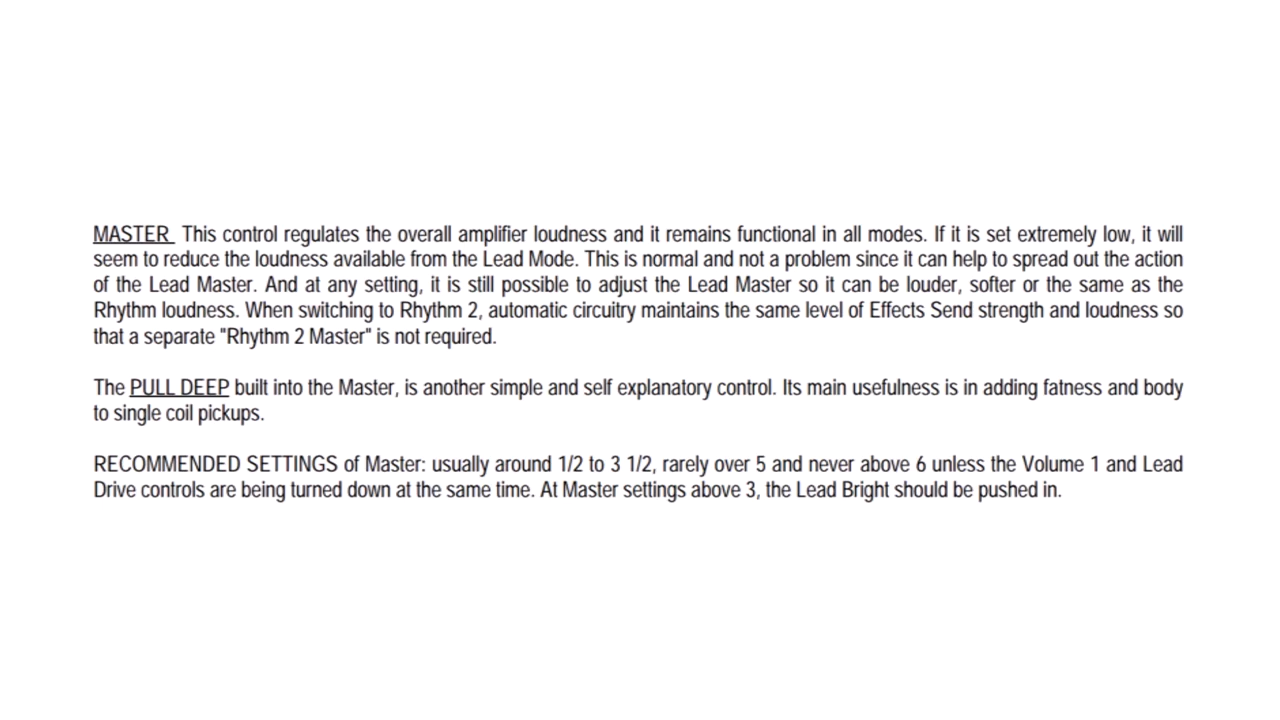 MASTER This control regulates the overall amplifier loudness and it remains functional in all modes. If it is set extremely low, it will
seem to reduce the loudness available from the Lead Mode. This is normal and not a problem since it can help to spread out the action
of the Lead Master. And at any setting, it is still possible to adjust the Lead Master so it can be louder, softer or the same as the
Rhythm loudness. When switching to Rhythm 2, automatic circuitry maintains the same level of Effects Send strength and loudness so
that a separate "Rhythm 2 Master" is not required.
The PULL DEEP built into the Master, is another simple and self explanatory control. Its main usefulness is in adding fatness and body
to single coil pickups.
RECOMMENDED SETTINGS of Master: usually around 1/2 to 3 1/2, rarely over 5 and never above 6 unless the Volume 1 and Lead
Drive controls are being turned down at the same time. At Master settings above 3, the Lead Bright should be pushed in.